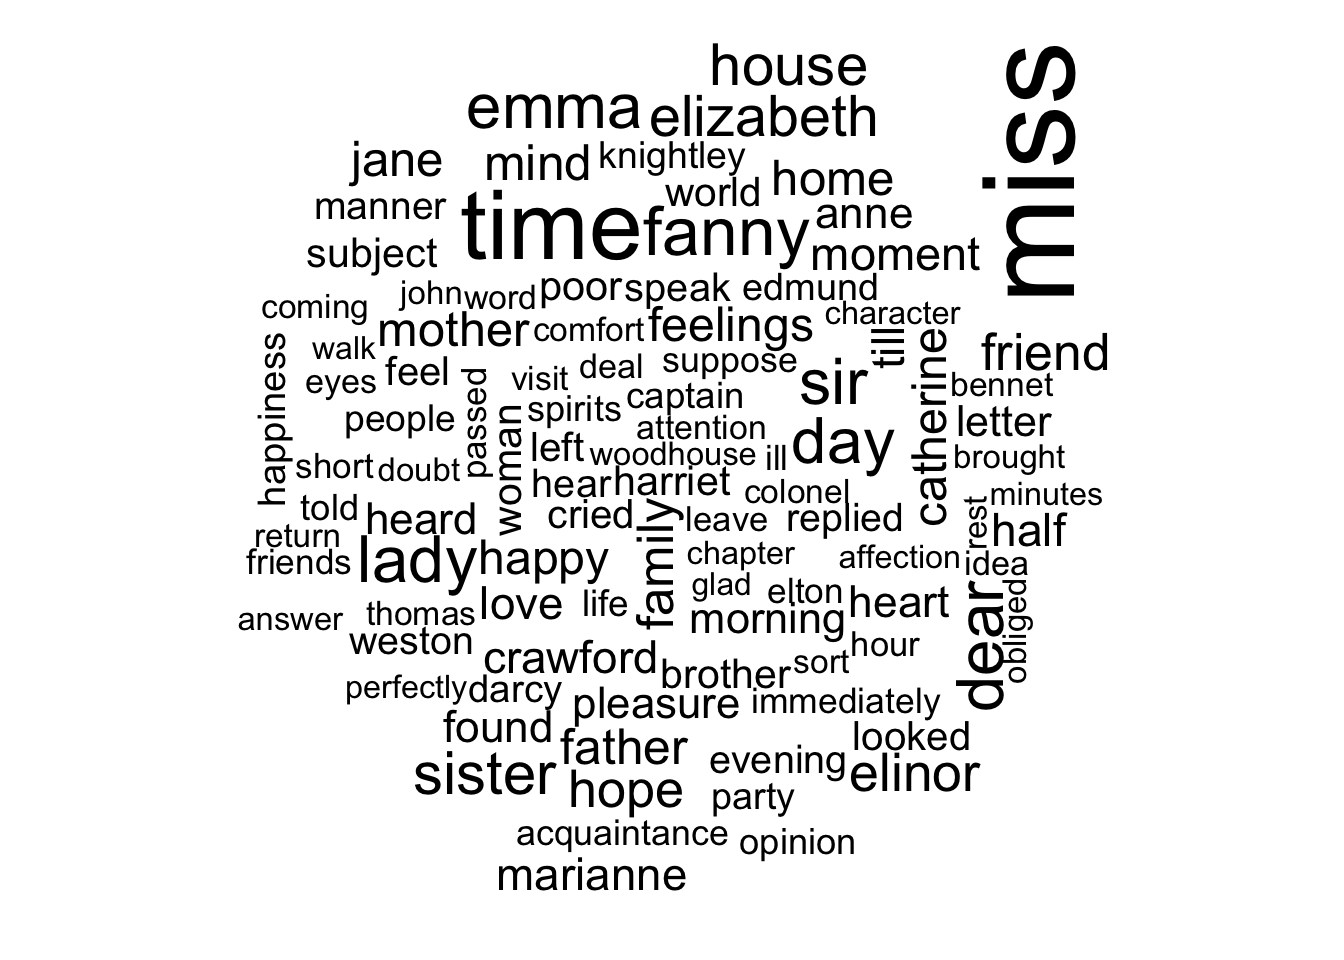 house
miss
emma
elizabeth
jane
mind
knightley
world
home
manner
time
fanny
anne
subject
moment
john
word
poor
speak
edmund
coming
mother
comfort
feelings
character
till
friend
happiness
walk
eyes
feel
passed
visit
deal
suppose
sir
catherine
bennet
people
woman
spirits
captain
attention
day
letter
short
doubt
left
woodhouse
ill
brought
hear
harriet
colonel
minutes
told
heard
cried
family
leave
replied
rest
half
return
friends
lady
happy
chapter
affection
idea
glad
elton
dear
obliged
answer
thomas
love
life
morning
heart
weston
crawford
brother
sort
hour
perfectly
darcy
pleasure
immediately
found
father
looked
sister
hope
evening
elinor
party
acquaintance
opinion
marianne